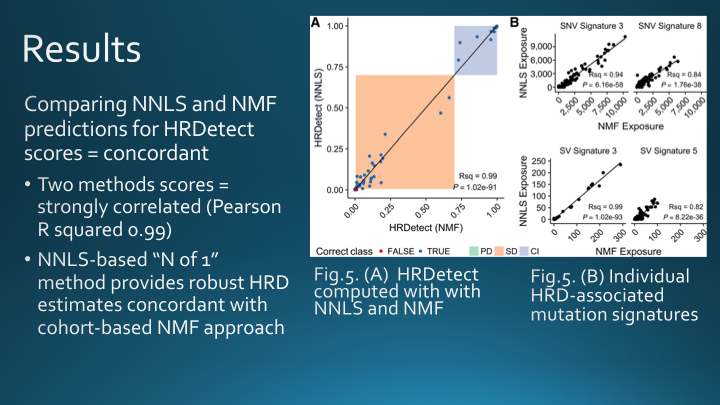 Results
Comparing NNLS and NMF
predictions for HRDetect
scores = concordant
• Two methods scores =
strongly correlated (Pearson
R squared 0.99)
• NNLS-based “N of 1”
method provides robust HRD
estimates concordant with
cohort-based NMF approach
A
HRDetect (NNLS)
1.00
0.75
0.50
0.25
0.00
Rsq = 0.99
P = 1.02e-91
0.00 0.25 0.50 0.75 1.00
HRDetect (NMF)
Correct class FALSE TRUE PD SD CI
B
SNV Signature 3 SNV Signature 8
NNLS Exposure
9,000
6,000
3,000
0
Rsq = 0.94
P = 6.16e-58
Rsq = 0.84
P = 1.76e-38
0 2,500 5,000 7,500 10,000 0 2,500 5,000 7,500 10,000
NMF Exposure
SV Signature 3 SV Signature 5
NNLS Exposure
250
200
150
100
50
0
Rsq = 0.99
P = 1.02e-93
Rsq = 0.82
P = 8.22e-36
0 100 200 300 0 100 200 300
NMF Exposure
Fig.5. (A) HRDetect
computed with with
NNLS and NMF
Fig.5. (B) Individual
HRD-associated
mutation signatures